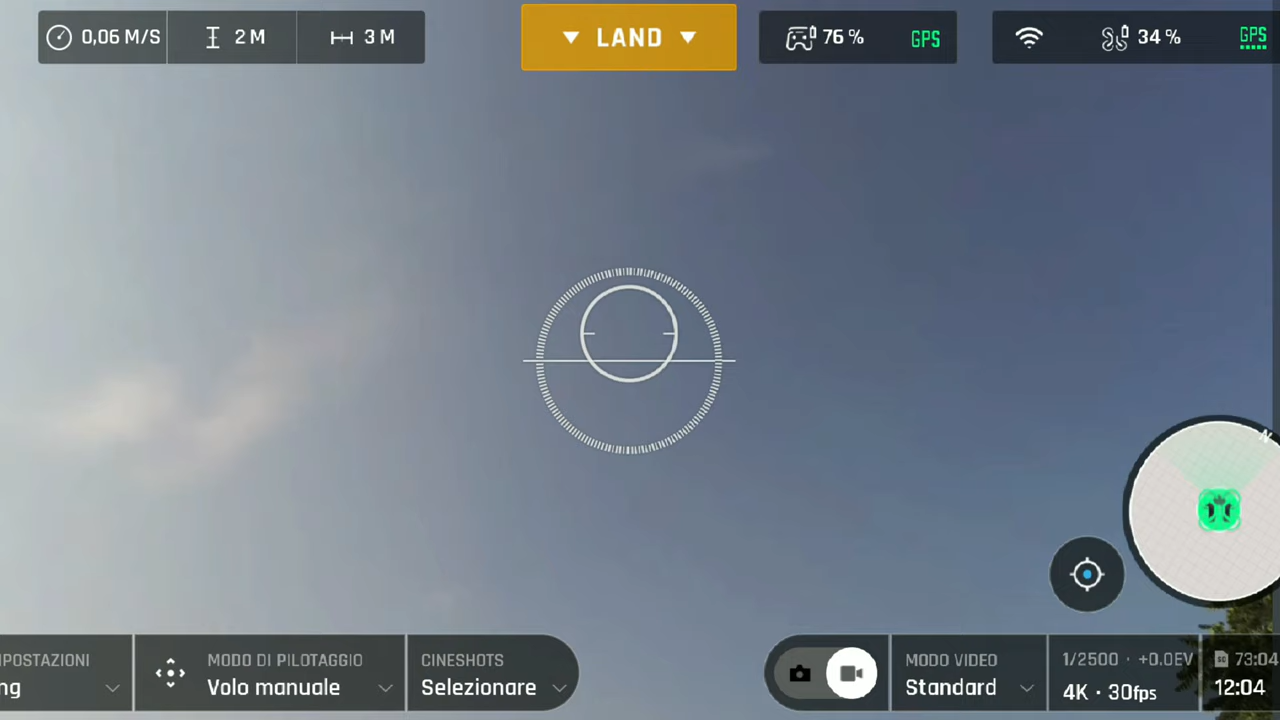 0,06 M/S
2 M
3 M
LAND
76 %
GPS
34 %
GPS
N
MPOSTAZIONI
ng
MODO DI PILOTAGGIO
Volo manuale
CINESHOTS
Selezionare
MODO VIDEO
Standard
1/2500 · +0.0EV
4K · 30fps
73:04
12:04